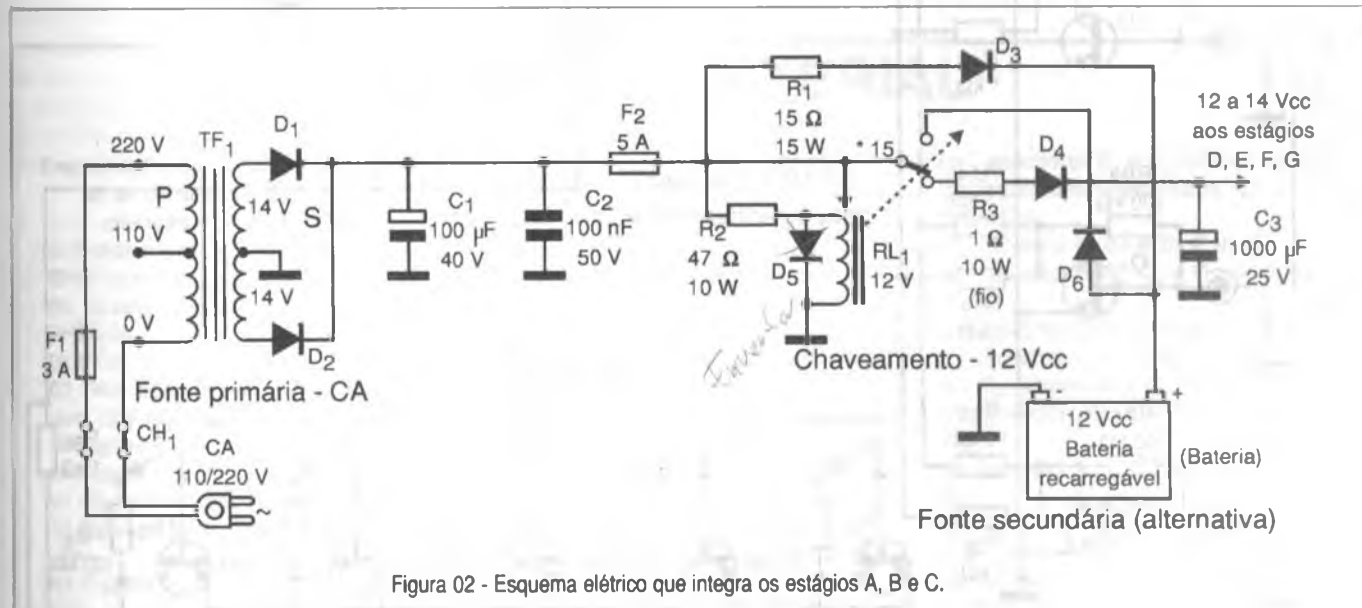 220 V
TF1
D1
P
14 V
S
110 V
14 V
0 V
D2
F1
3 A
Fonte primária - CA
CH1
CA
110/220 V
~
C1
100 µF
40 V
C2
100 nF
50 V
F2
5 A
R1
15 Ω
15 W
D3
* 15
D4
12 a 14 Vcc
aos estágios
D, E, F, G
R2
47 Ω
10 W
D5
RL1
12 V
R3
1 Ω
10 W
(fio)
D6
C3
1000 µF
25 V
Chaveamento - 12 Vcc
- +
12 Vcc
Bateria
recarregável
(Bateria)
Fonte secundária (alternativa)
Figura 02 - Esquema elétrico que integra os estágios A, B e C.